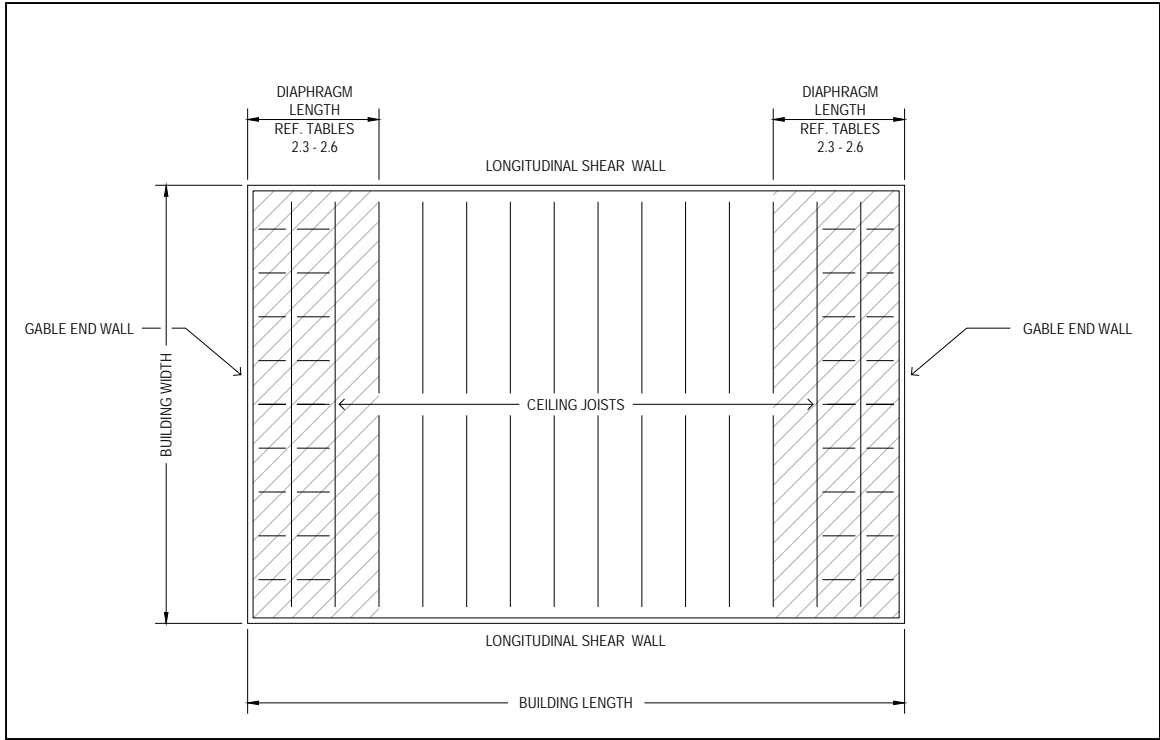 DIAPHRAGM
LENGTH
REF. TABLES
2.3 - 2.6
DIAPHRAGM
LENGTH
REF. TABLES
2.3 - 2.6
LONGITUDINAL SHEAR WALL
GABLE END WALL
GABLE END WALL
BUILDING WIDTH
CEILING JOISTS
LONGITUDINAL SHEAR WALL
BUILDING LENGTH